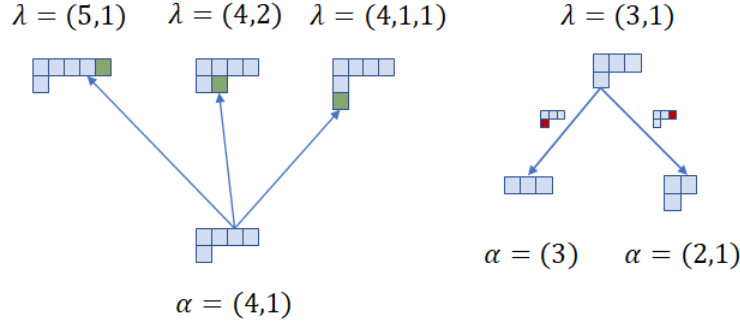 λ = (5,1) λ = (4,2) λ = (4,1,1) λ = (3,1)
α = (3) α = (2,1)
α = (4,1)